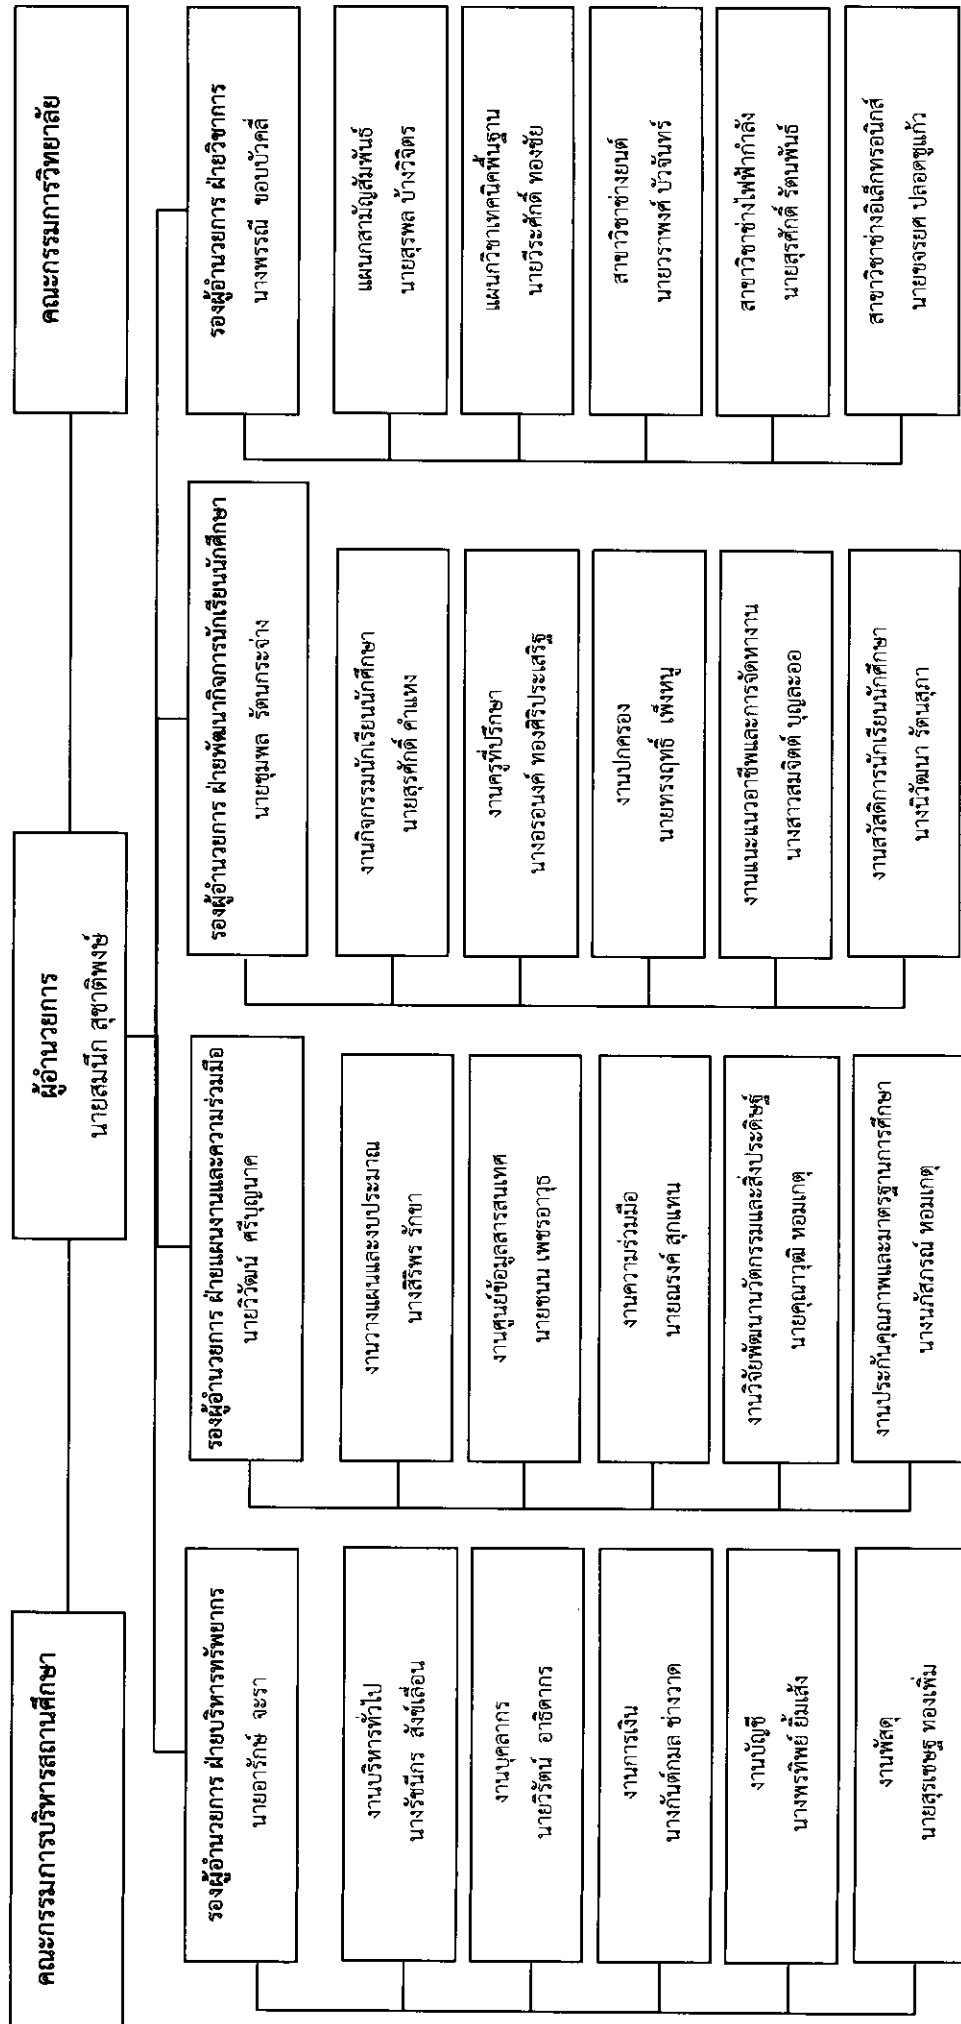 คณะกรรมการบริหารสถานศึกษา
ผู้อำนวยการ
นายสมนึก สุชาติพงษ์
คณะกรรมการวิทยาลัย
รองผู้อำนวยการ ฝ่ายบริหารทรัพยากร
นายอารักษ์ จะรา
งานบริหารทั่วไป
นางรัชนีกร สังข์เลื่อน
งานบุคลากร
นายวิรัตน์ อาธิดากร
งานการเงิน
นางกันต์กมล ช่างวาด
งานบัญชี
นางพรทิพย์ ยิ้มเส้ง
งานพัสดุ
นายสุรเชษฐ ทองเพิ่ม
รองผู้อำนวยการ ฝ่ายแผนงานและความร่วมมือ
นายวิวัฒน์ ศรีบุญนาค
งานวางแผนและงบประมาณ
นางสิริพร รักขา
งานศูนย์ข้อมูลสารสนเทศ
นายชนน เพชรอาวุธ
งานความร่วมมือ
นายณรงค์ สุกแทน
งานวิจัยพัฒนานวัตกรรมและสิ่งประดิษฐ์
นายคุณาวุฒิ หอมเกตุ
งานประกันคุณภาพและมาตรฐานการศึกษา
นางนภัสภรณ์ หอมเกตุ
รองผู้อำนวยการ ฝ่ายพัฒนากิจการนักเรียนนักศึกษา
นายชุมพล รัตนกระจ่าง
งานกิจกรรมนักเรียนนักศึกษา
นายสุรศักดิ์ คำแหง
งานครูที่ปรึกษา
นางอรอนงค์ ทองศิริประเสริฐ
งานปกครอง
นายทรงฤทธิ์ เพ็งหนู
งานแนะแนวอาชีพและการจัดหางาน
นางสาวสมจิตต์ บุญละออ
งานสวัสดิการนักเรียนนักศึกษา
นางนิวัฒนา รัตนสุภา
รองผู้อำนวยการ ฝ่ายวิชาการ
นางพรรณี ขอบบัวคลี่
แผนกสามัญสัมพันธ์
นายสุรพล บ้างวิจิตร
แผนกวิชาเทคนิคพื้นฐาน
นายวีระศักดิ์ ทองชัย
สาขาวิชาช่างยนต์
นายวราพงศ์ บัวจันทร์
สาขาวิชาช่างไฟฟ้ากำลัง
นายสุรศักดิ์ รัตนพันธ์
สาขาวิชาช่างอิเล็กทรอนิกส์
นายขจรยศ ปลอดชูแก้ว